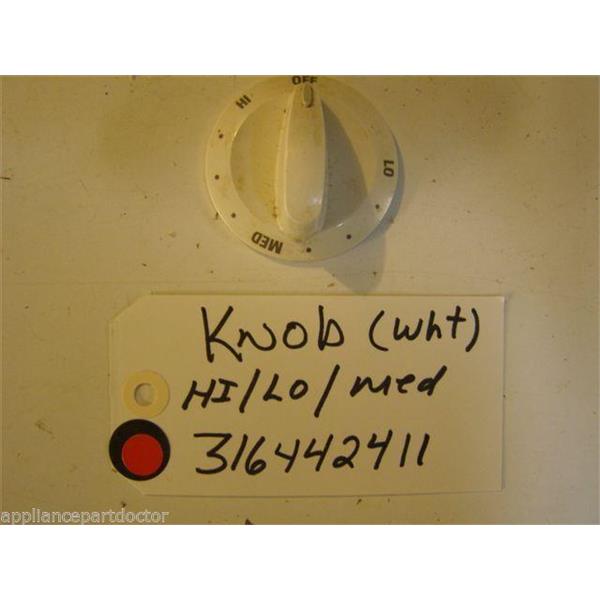 OFF
HI
LO
MED
KNOb (wht)
HI/LO/med
316442411
appliancepartdoctor